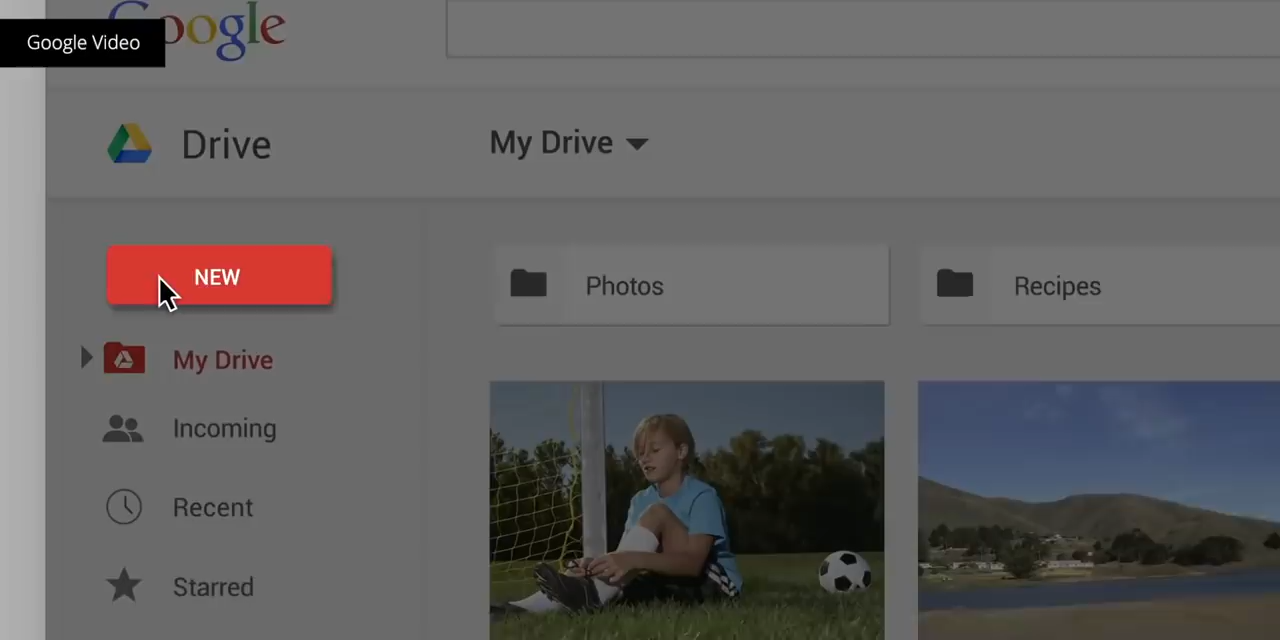 Google
Google Video
Drive
My Drive
NEW
Photos
Recipes
My Drive
Incoming
Recent
Starred